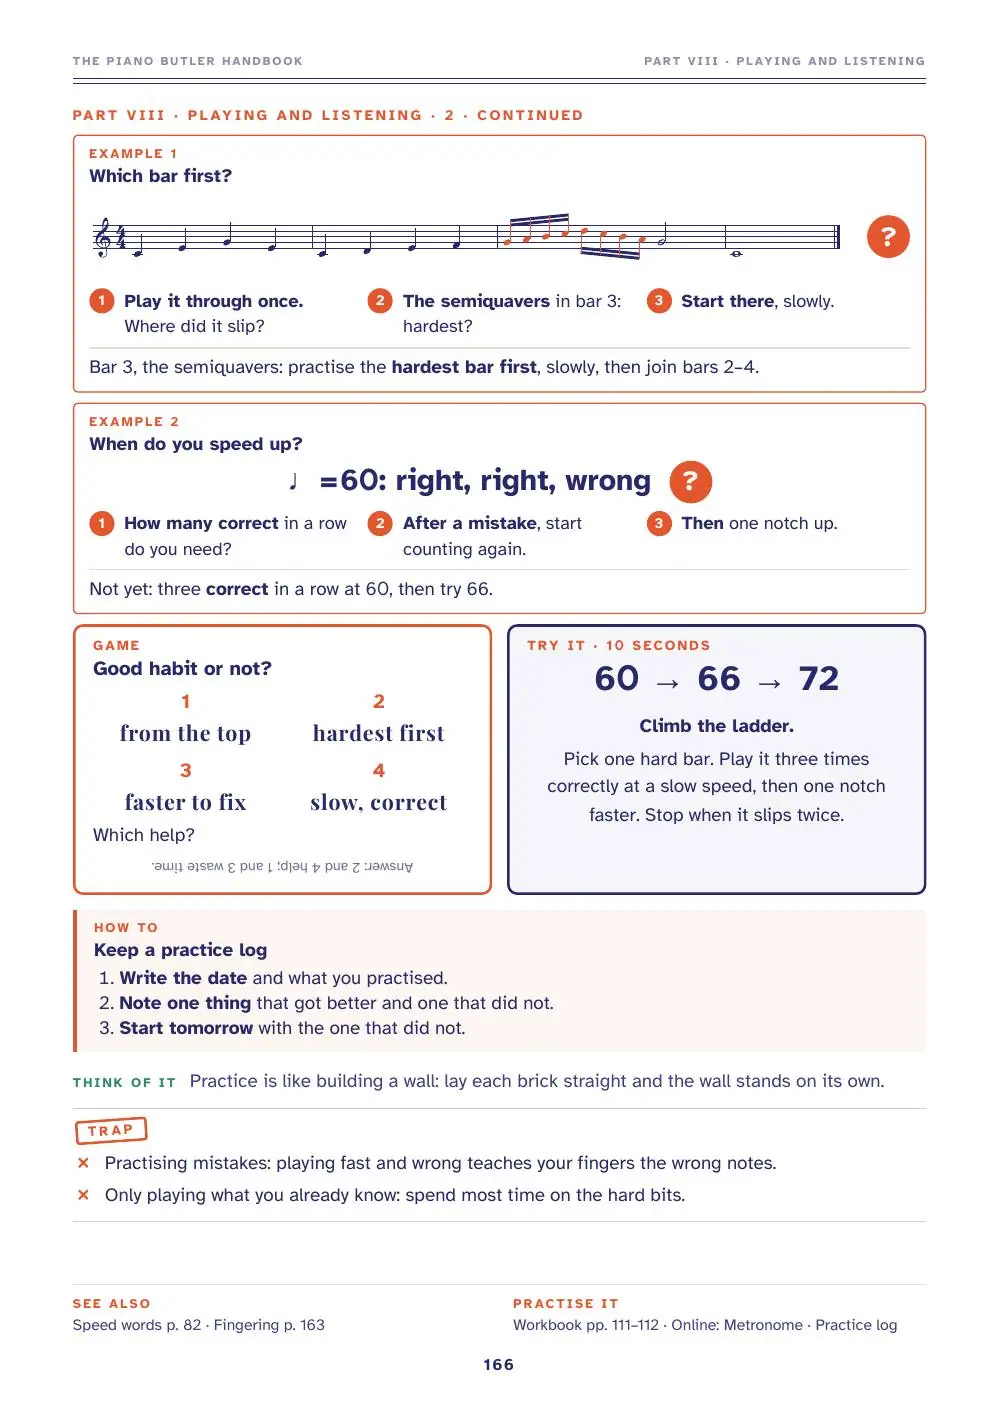 THE PIANO BUTLER HANDBOOK
PART VIII · PLAYING AND LISTENING
PART VIII · PLAYING AND LISTENING · 2 · CONTINUED
EXAMPLE 1
Which bar first?
4
4
?
1 Play it through once.
Where did it slip?
2 The semiquavers in bar 3:
hardest?
3 Start there, slowly.
Bar 3, the semiquavers: practise the hardest bar first, slowly, then join bars 2–4.
EXAMPLE 2
When do you speed up?
♩ =60: right, right, wrong ?
1 How many correct in a row
do you need?
2 After a mistake, start
counting again.
3 Then one notch up.
Not yet: three correct in a row at 60, then try 66.
GAME
Good habit or not?
1
from the top
2
hardest first
3
faster to fix
4
slow, correct
Which help?
Answer: 2 and 4 help; 1 and 3 waste time.
TRY IT · 10 SECONDS
60 → 66 → 72
Climb the ladder.
Pick one hard bar. Play it three times
correctly at a slow speed, then one notch
faster. Stop when it slips twice.
HOW TO
Keep a practice log
1. Write the date and what you practised.
2. Note one thing that got better and one that did not.
3. Start tomorrow with the one that did not.
THINK OF IT Practice is like building a wall: lay each brick straight and the wall stands on its own.
TRAP
× Practising mistakes: playing fast and wrong teaches your fingers the wrong notes.
× Only playing what you already know: spend most time on the hard bits.
SEE ALSO
Speed words p. 82 · Fingering p. 163
PRACTISE IT
Workbook pp. 111–112 · Online: Metronome · Practice log
166